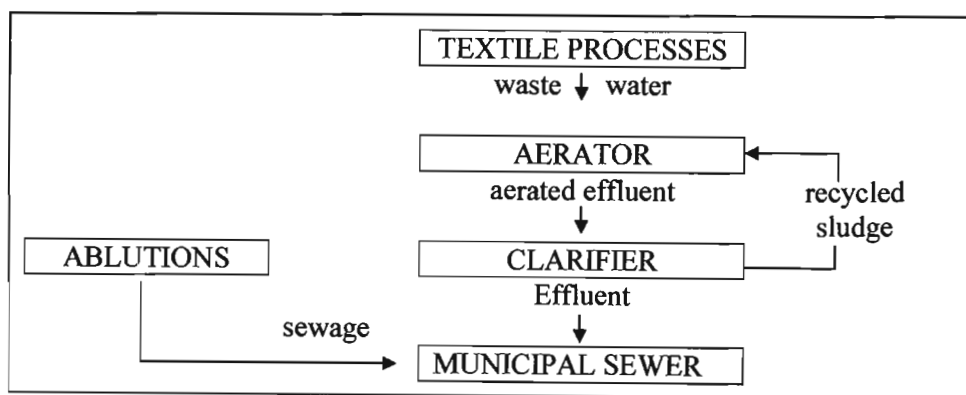 TEXTILE PROCESSES
waste water
AERATOR
aerated effluent
recycled
sludge
ABLUTIONS
CLARIFIER
Effluent
sewage
MUNICIPAL SEWER